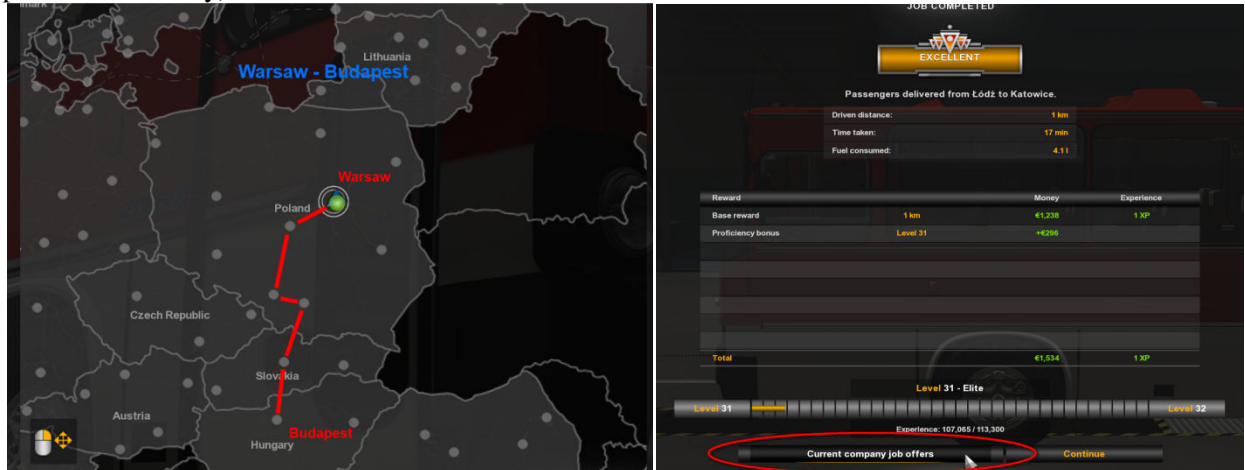 Lithuania
Warsaw - Budapest
Warsaw
Poland
Czech Republic
Slovakia
Austria
Budapest
Hungary
JOB COMPLETED
EXCELLENT
Passengers delivered from Łódź to Katowice.
Driven distance: 1 km
Time taken: 17 min
Fuel consumed: 4.1 l
Reward Money Experience
Base reward 1 km €1,238 1 XP
Proficiency bonus Level 31 +€296
Total €1,534 1 XP
Level 31 - Elite
Level 31 Level 32
Experience: 107,065 / 113,300
Current company job offers Continue